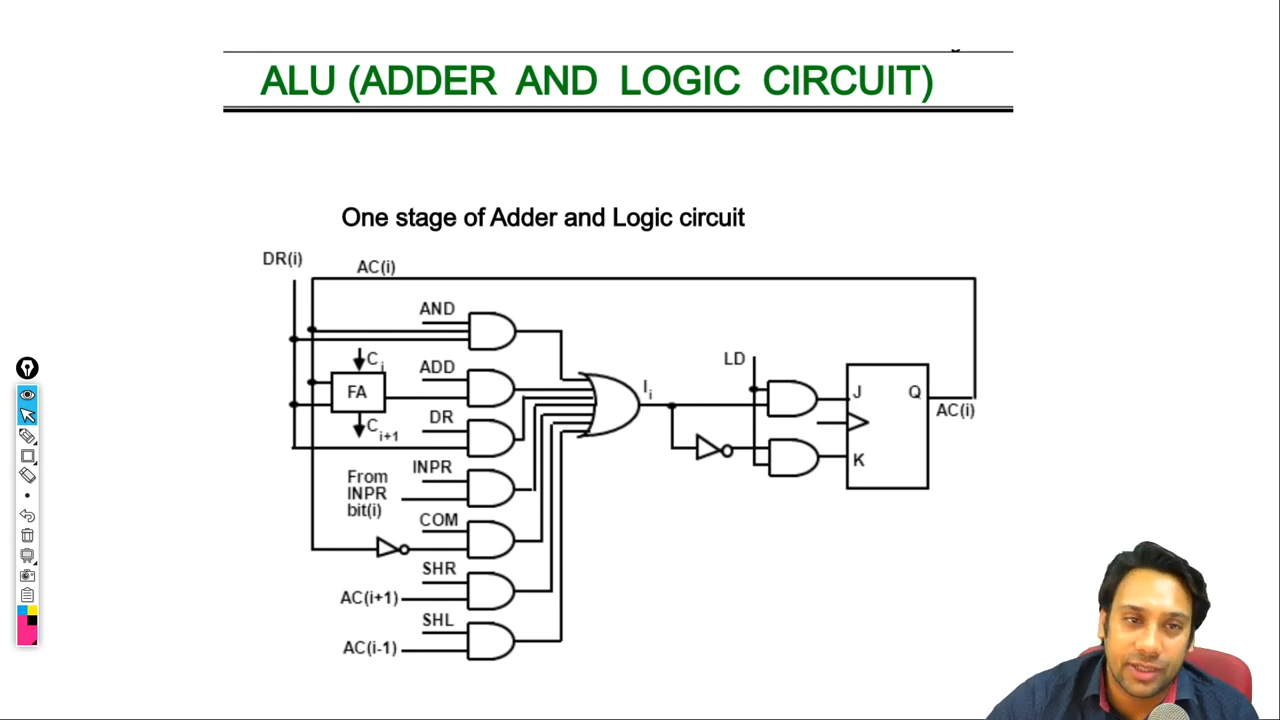 ALU (ADDER AND LOGIC CIRCUIT)
One stage of Adder and Logic circuit
DR(i)
AC(i)
AND
Ci
ADD
FA
Ci+1
DR
INPR
From
INPR
bit(i)
COM
SHR
AC(i+1)
SHL
AC(i-1)
Ii
LD
J
Q
AC(i)
K